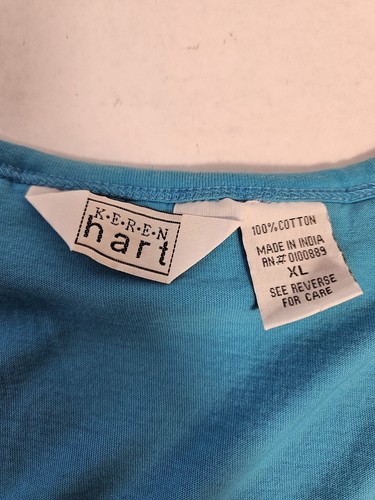 K·E·R·E·N
hart
100% COTTON
MADE IN INDIA
RN# 0100889
XL
SEE REVERSE
FOR CARE